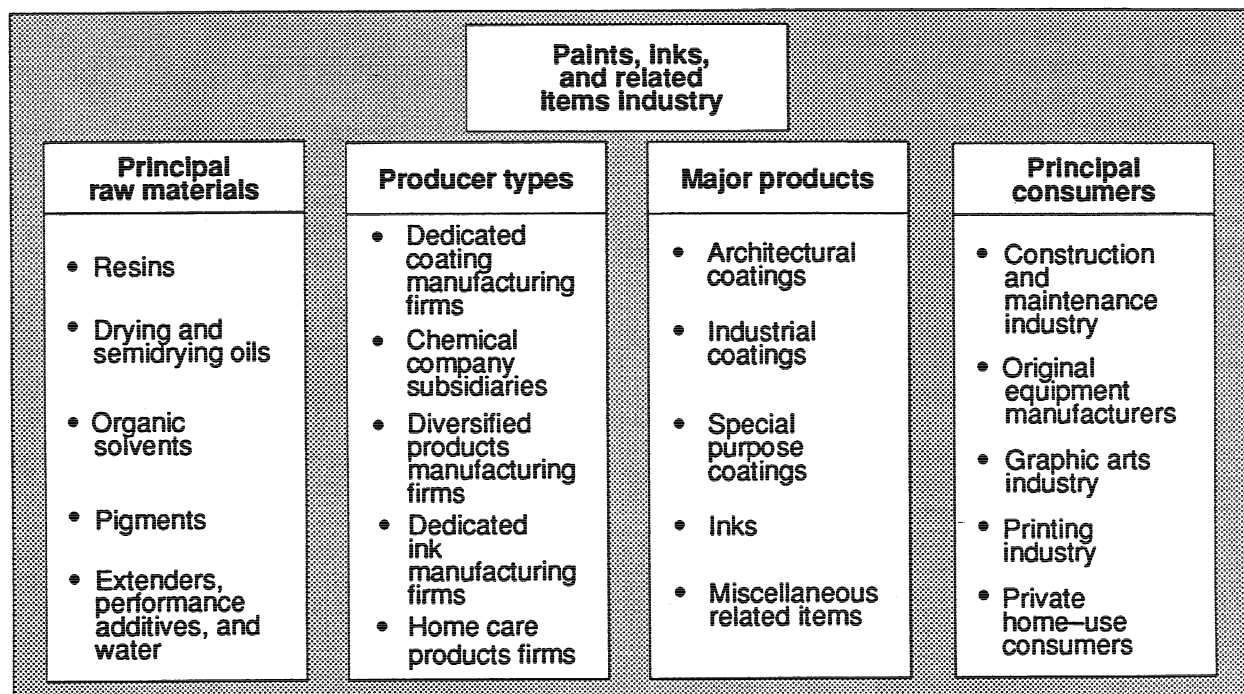 Paints, inks,
and related
items industry
Principal
raw materials
• Resins
• Drying and
semidrying oils
• Organic
solvents
• Pigments
• Extenders,
performance
additives, and
water
Producer types
• Dedicated
coating
manufacturing
firms
• Chemical
company
subsidiaries
• Diversified
products
manufacturing
firms
• Dedicated
ink
manufacturing
firms
• Home care
products firms
Major products
• Architectural
coatings
• Industrial
coatings
• Special
purpose
coatings
• Inks
• Miscellaneous
related items
Principal
consumers
• Construction
and
maintenance
industry
• Original
equipment
manufacturers
• Graphic arts
industry
• Printing
industry
• Private
home–use
consumers